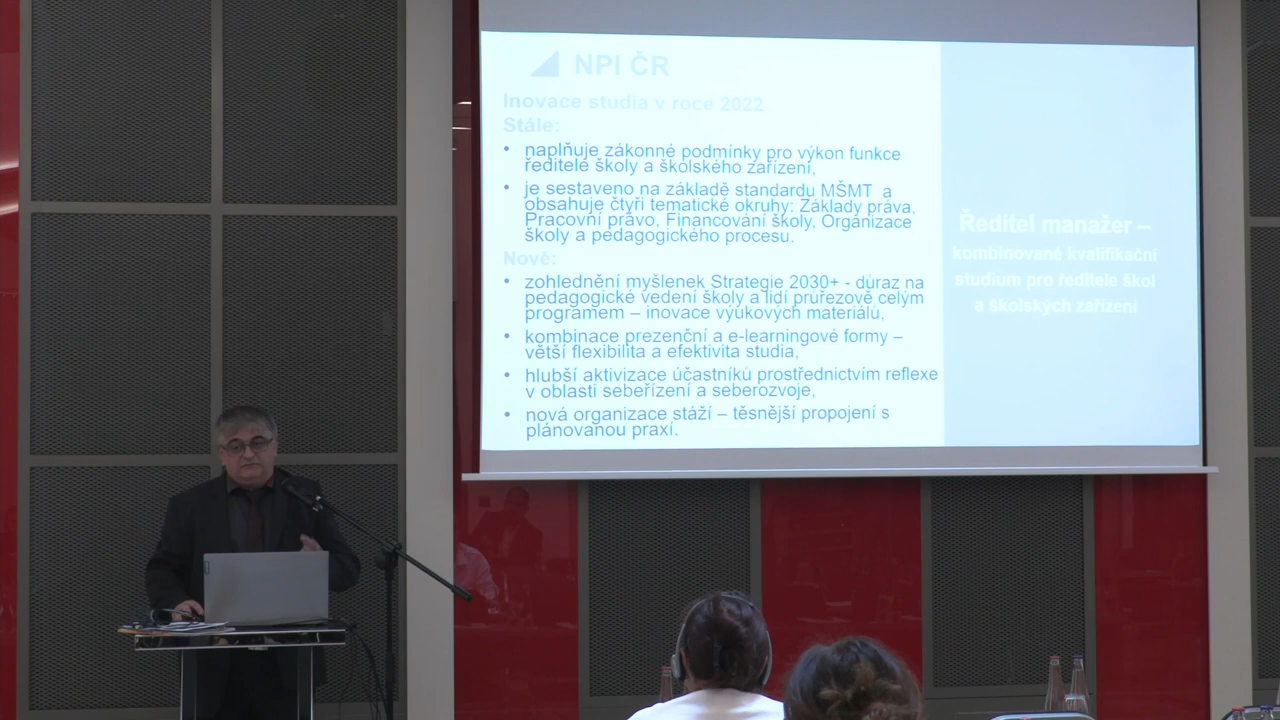 NPI ČR
Inovace studia v roce 2022
Stále:
• naplňuje zákonné podmínky pro výkon funkce
ředitele školy a školského zařízení,
• je sestaveno na základě standardu MŠMT a
obsahuje čtyři tematické okruhy: Základy práva,
Pracovní právo, Financování školy, Organizace
školy a pedagogického procesu.
Nově:
• zohlednění myšlenek Strategie 2030+ - důraz na
pedagogické vedení školy a lidí průřezově celým
programem – inovace výukových materiálů,
• kombinace prezenční a e-learningové formy –
větší flexibilita a efektivita studia,
• hlubší aktivizace účastníků prostřednictvím reflexe
v oblasti sebeřízení a seberozvoje,
• nová organizace stáží – těsnější propojení s
plánovanou praxí.
Ředitel manažer –
kombinované kvalifikační
studium pro ředitele škol
a školských zařízení